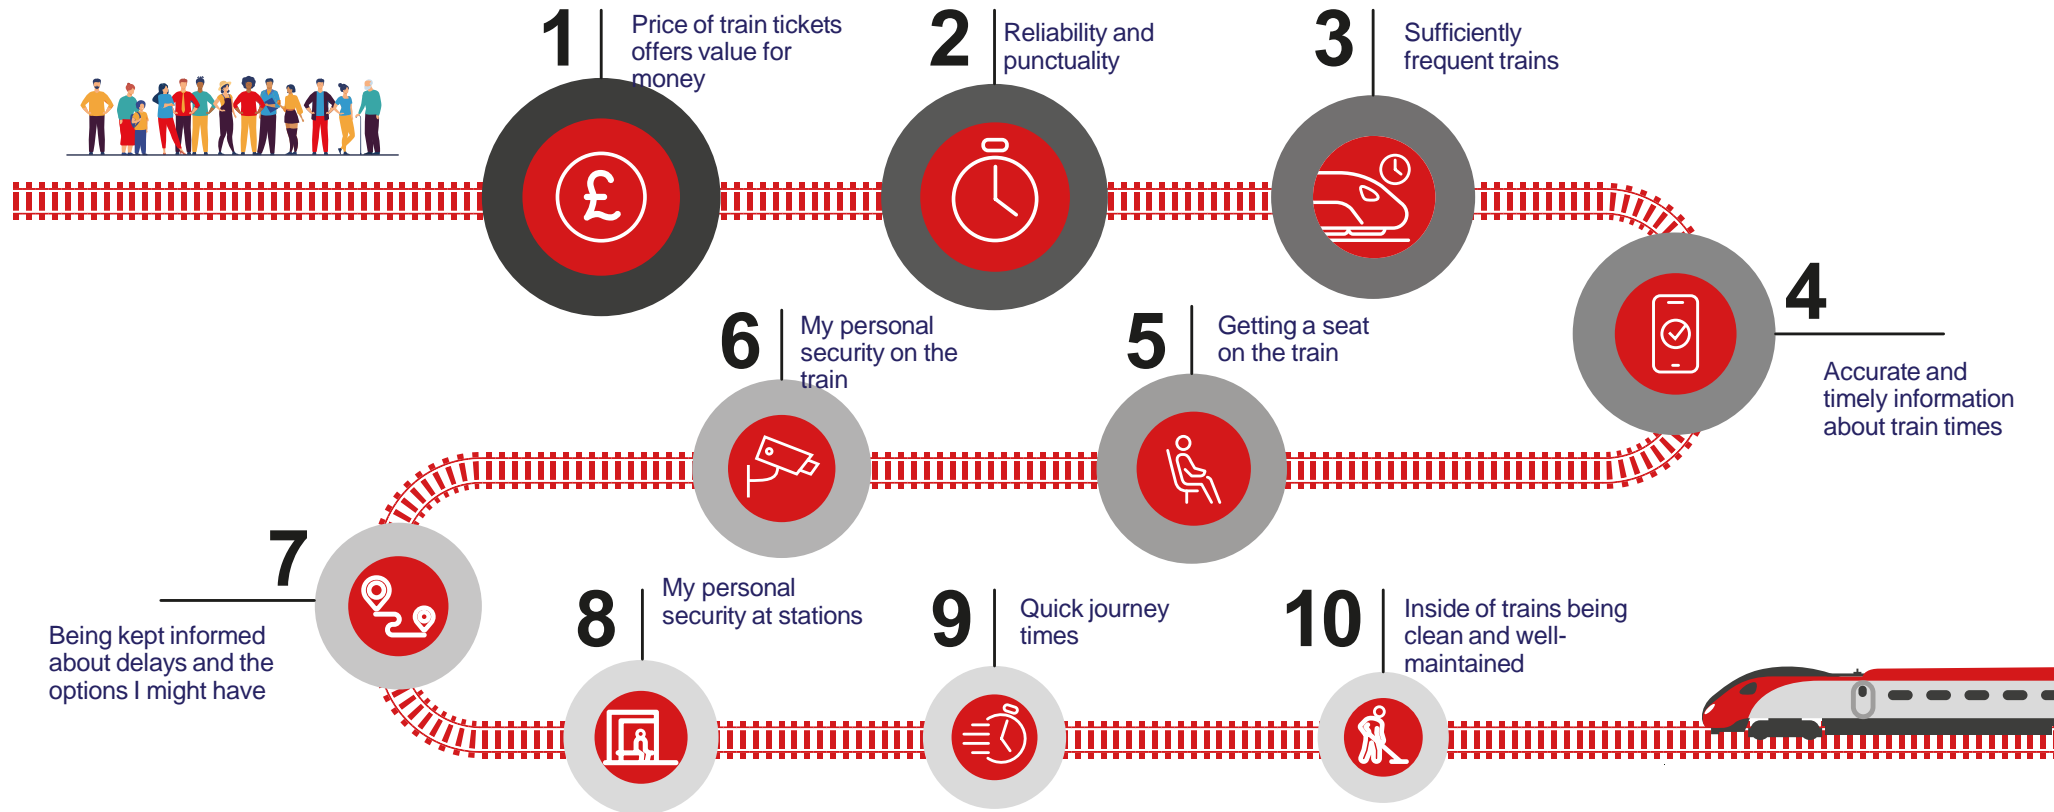 1
Price of train tickets
offers value for
money
2
Reliability and
punctuality
3
Sufficiently
frequent trains
4
Accurate and
timely information
about train times
5
Getting a seat
on the train
6
My personal
security on the
train
7
Being kept informed
about delays and the
options I might have
8
My personal
security at stations
9
Quick journey
times
10
Inside of trains being
clean and well-
maintained
£